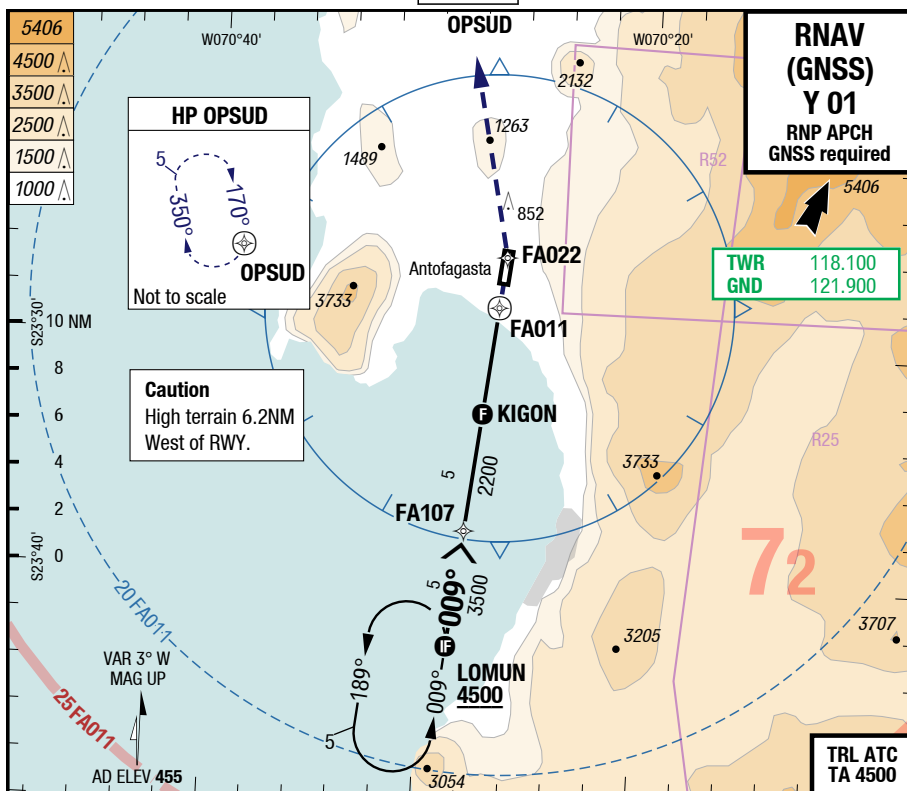 5406
4500
3500
2500
1500
1000
W070°40'
OPSUD
W070°20'
RNAV
(GNSS)
Y 01
RNP APCH
GNSS required
HP OPSUD
5
350°
170°
OPSUD
Not to scale
2132
1263
1489
R52
5406
852
FA022
Antofagasta
TWR 118.100
GND 121.900
3733
FA011
S23°30'
10 NM
8
6
4
2
0
S23°40'
Caution
High terrain 6.2NM
West of RWY.
KIGON
F
5
2200
R25
3733
FA107
5
009°
3500
72
20 FA011
IF
LOMUN
4500
189°
009°
5
3205
3707
VAR 3° W
MAG UP
25 FA011
AD ELEV 455
3054
TRL ATC
TA 4500